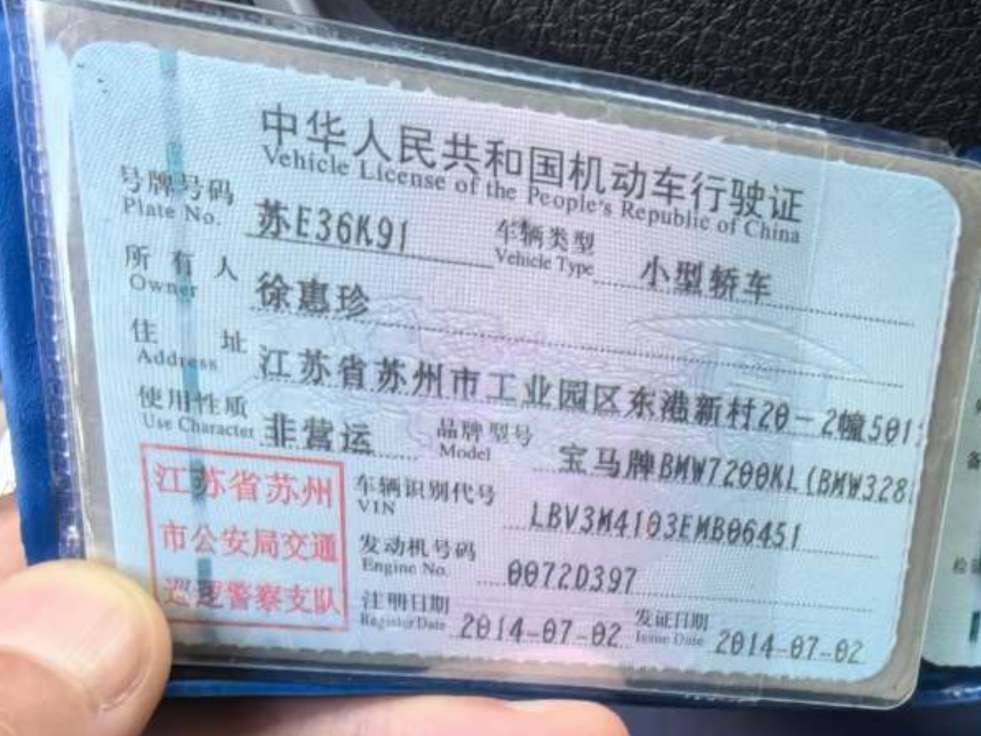 中华人民共和国机动车行驶证
Vehicle License of the People's Republic of China
号牌号码 苏E36K91 车辆类型 小型轿车
Plate No. Vehicle Type
所有人 徐惠珍
Owner
住址 江苏省苏州市工业园区东港新村20-2幢501
Address
使用性质 非营运 品牌型号 宝马牌BMW7200KL(BMW328
Use Character Model
江苏省苏州
市公安局交通
巡逻警察支队
车辆识别代号 LBV3M4103EMB06451
VIN
发动机号码 0072D397
Engine No.
注册日期 2014-07-02 发证日期 2014-07-02
Register Date Issue Date